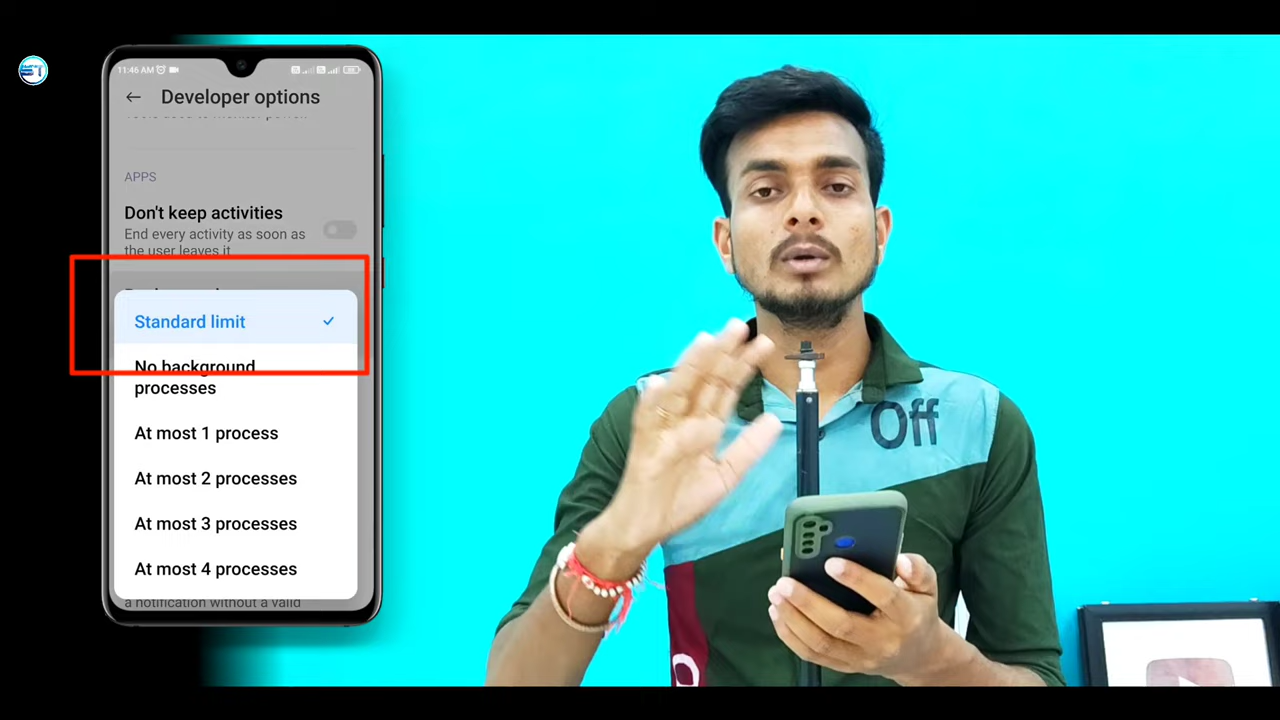 ST
11:46 AM
Developer options
APPS
Don't keep activities
End every activity as soon as
the user leaves it
Standard limit
No background
processes
At most 1 process
At most 2 processes
At most 3 processes
At most 4 processes
a notification without a valid
Off